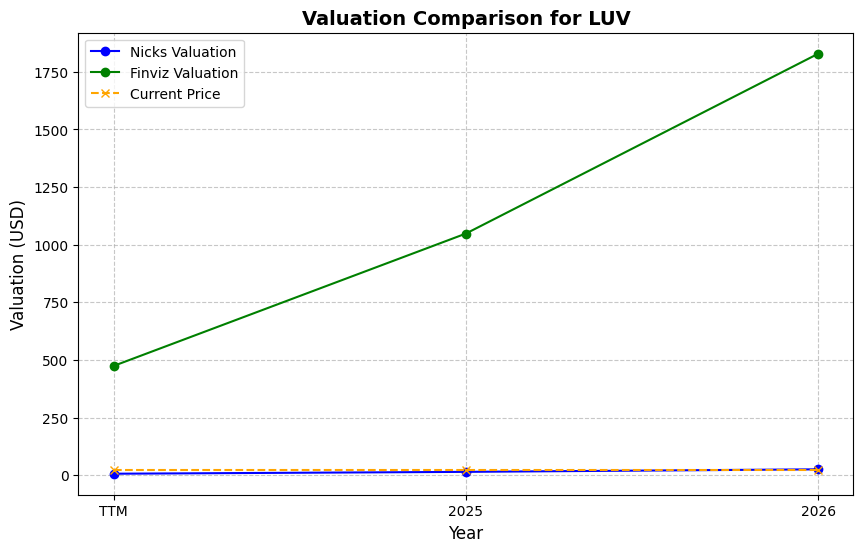 Valuation Comparison for LUV
Nicks Valuation
Finviz Valuation
Current Price
Valuation (USD)
1750
1500
1250
1000
750
500
250
0
TTM
2025
2026
Year